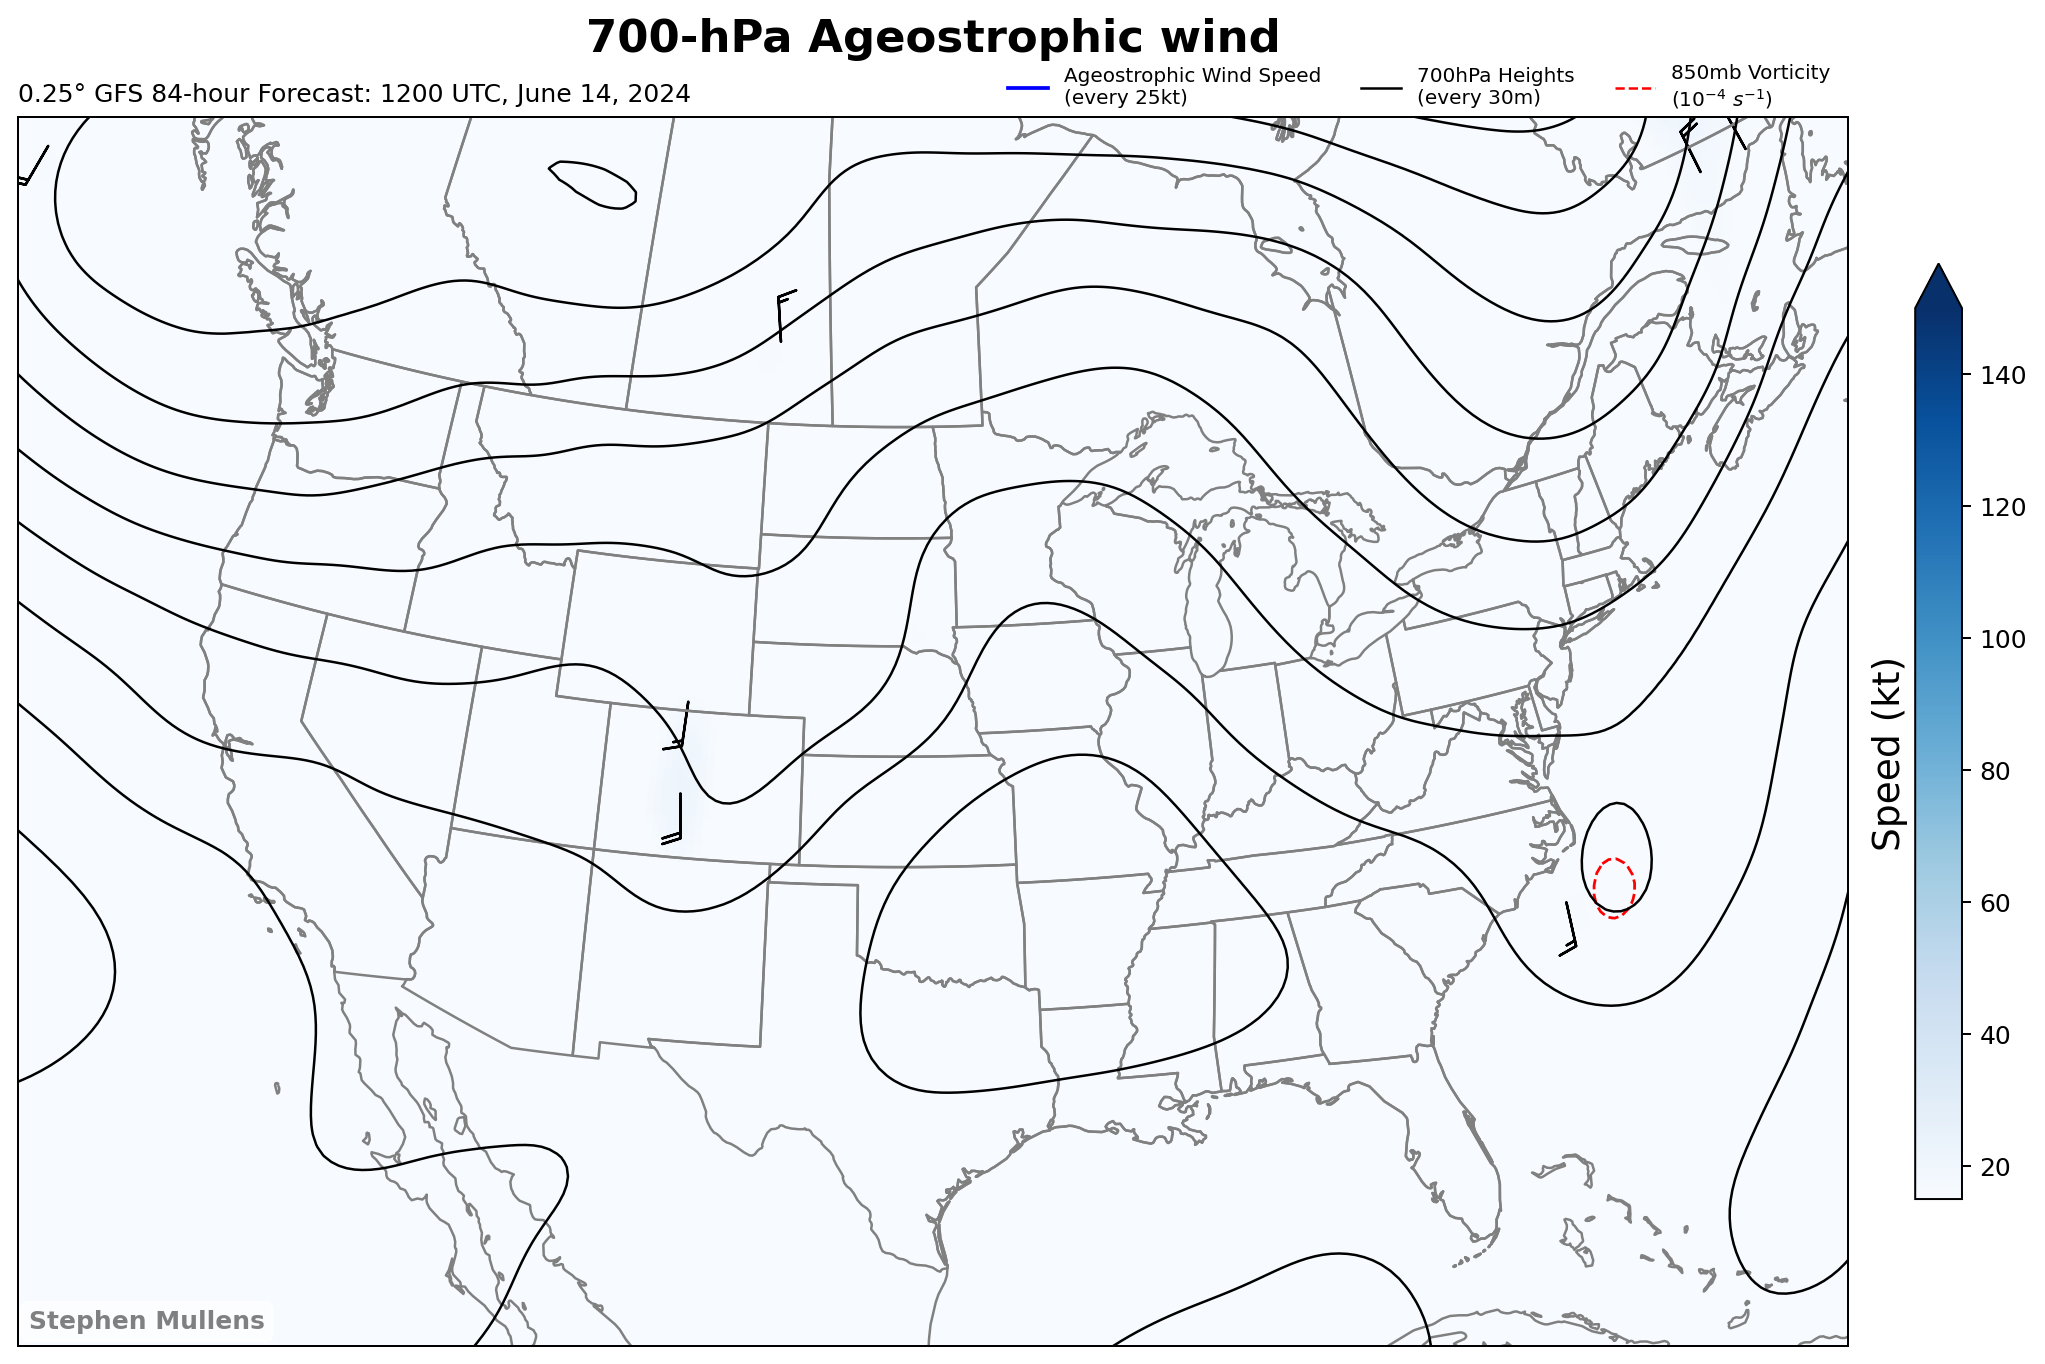 700-hPa Ageostrophic wind
0.25° GFS 84-hour Forecast: 1200 UTC, June 14, 2024
Ageostrophic Wind Speed
(every 25kt)
700hPa Heights
(every 30m)
850mb Vorticity
(10⁻⁴ s⁻¹)
140
120
100
80
60
40
20
Speed (kt)
Stephen Mullens